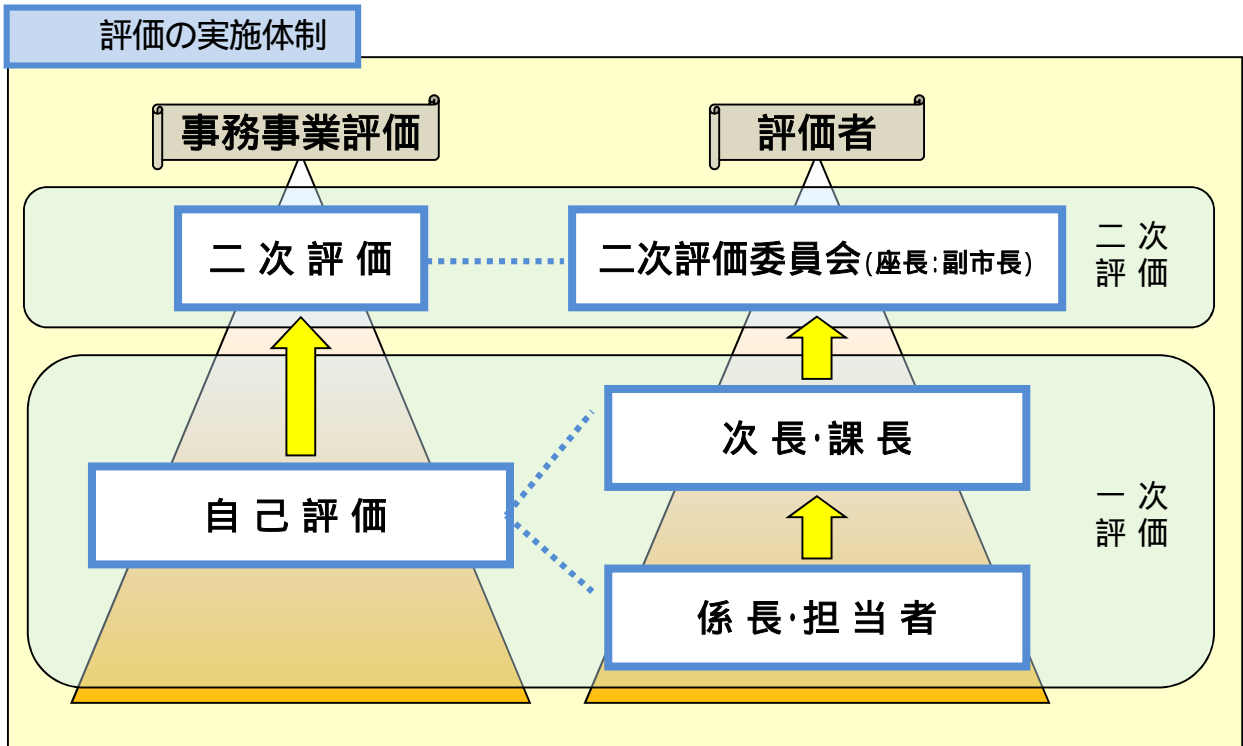 評価の実施体制
事務事業評価
評価者
二次評価
二次評価委員会(座長:副市長)
二次
評価
次長・課長
自己評価
一次
評価
係長・担当者